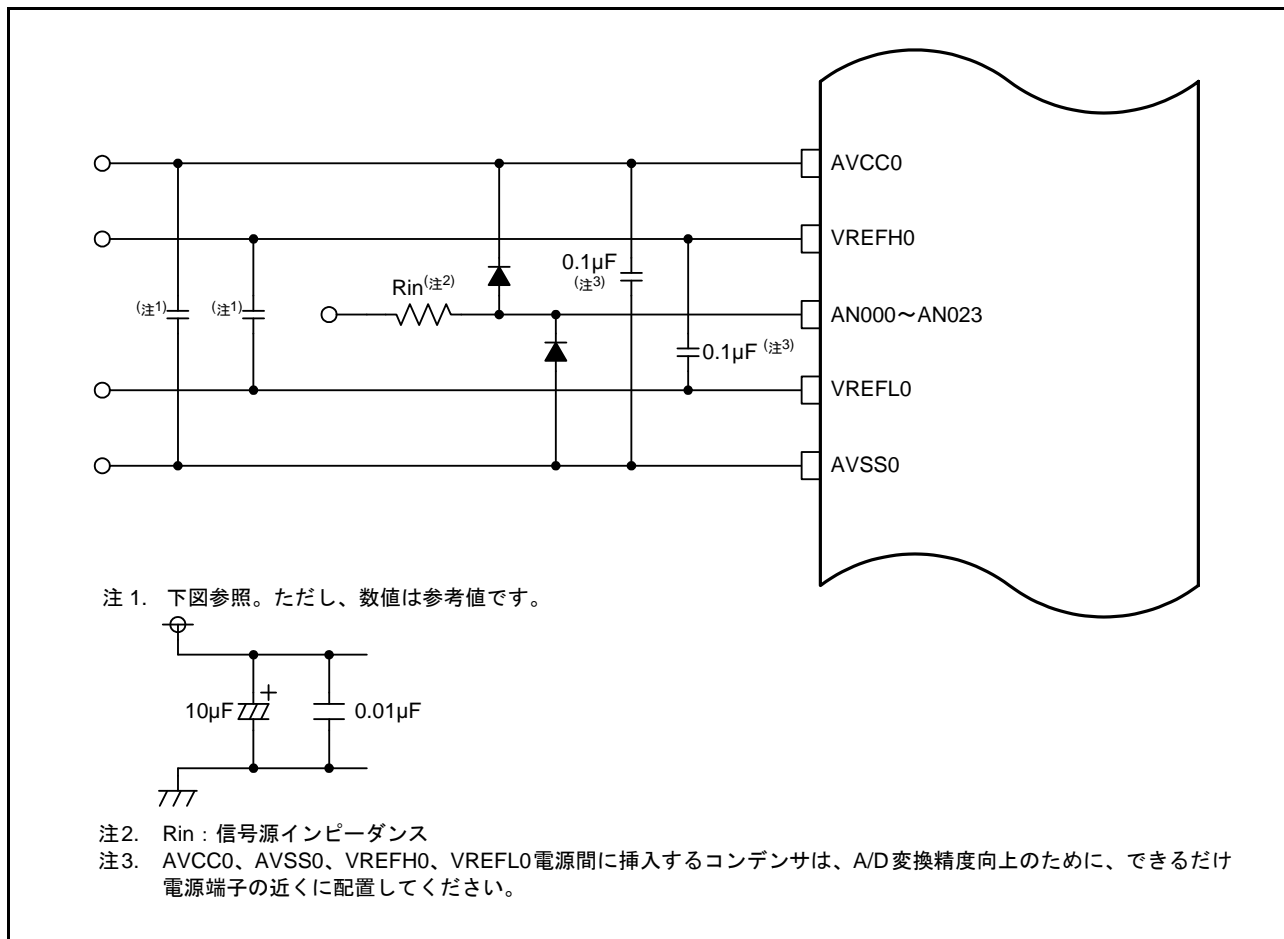 AVCC0
VREFH0
0.1µF
(注3)
Rin(注2)
(注1)
(注1)
AN000～AN023
0.1µF (注3)
VREFL0
AVSS0
注 1. 下図参照。ただし、数値は参考値です。
+
10µF
0.01µF
注2. Rin：信号源インピーダンス
注3. AVCC0、AVSS0、VREFH0、VREFL0電源間に挿入するコンデンサは、A/D変換精度向上のために、できるだけ
電源端子の近くに配置してください。